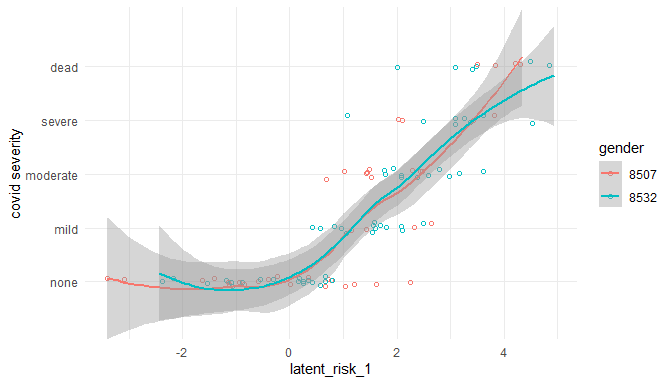 dead
severe
moderate
mild
none
covid severity
-2
0
2
4
latent_risk_1
gender
8507
8532